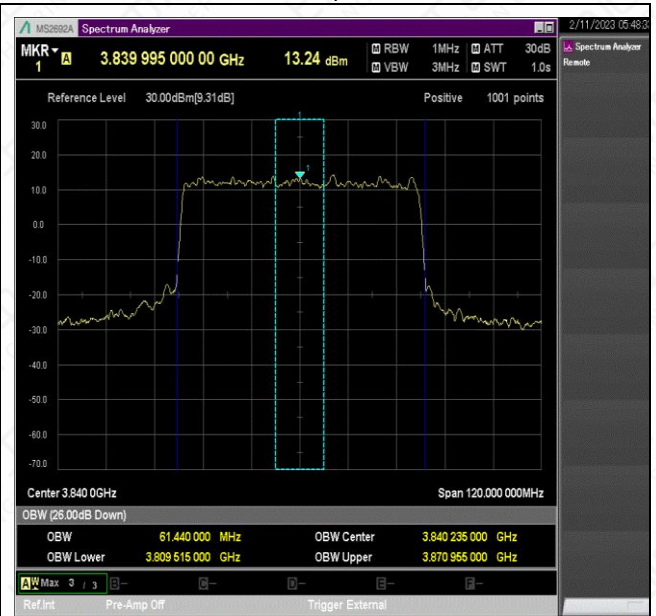 MS2692A Spectrum Analyzer
2/11/2023 05:48:3
MKR 1 A 3.839 995 000 00 GHz 13.24 dBm
M RBW 1MHz M ATT 30dB
M VBW 3MHz M SWT 1.0s
Spectrum Analyzer
Remote
Reference Level 30.00dBm[9.31dB] Positive 1001 points
1
30.0
20.0
1
10.0
0.0
-10.0
-20.0
-30.0
-40.0
-50.0
-60.0
-70.0
Center 3.840 0GHz Span 120.000 000MHz
OBW (26.00dB Down)
OBW 61.440 000 MHz OBW Center 3.840 235 000 GHz
OBW Lower 3.809 515 000 GHz OBW Upper 3.870 955 000 GHz
A W Max 3 / 3 B- C- D- E- F-
Ref.Int Pre-Amp Off Trigger External